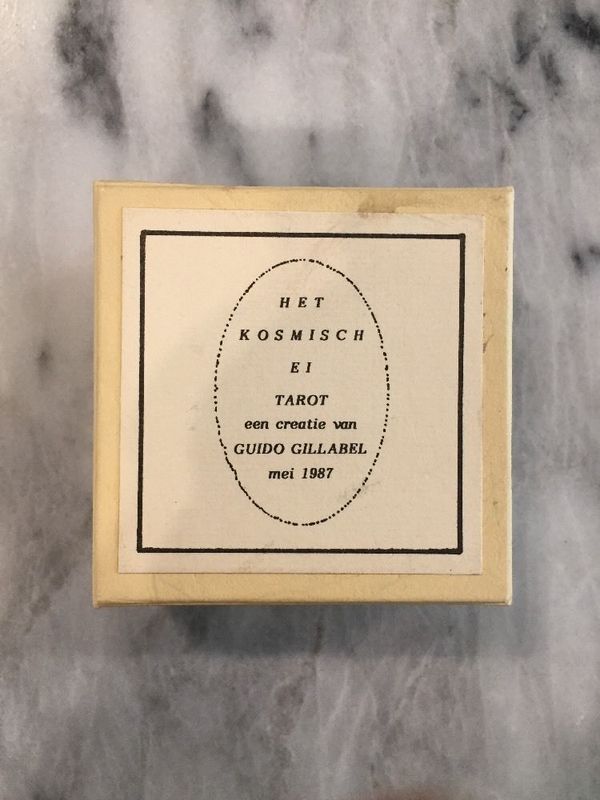 HET
KOSMISCH
EI
TAROT
een creatie van
GUIDO GILLABEL
mei 1987